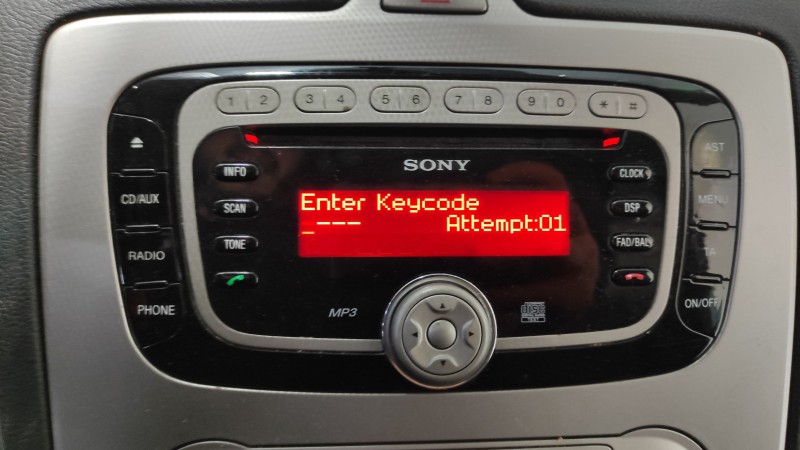 1 2 3 4 5 6 7 8 9 0 * #
SONY
INFO
SCAN
TONE
CD/AUX
RADIO
PHONE
Enter Keycode
_--- Attempt:01
CLOCK
DSP
FAD/BAL
AST
MENU
TA
ON/OFF
MP3